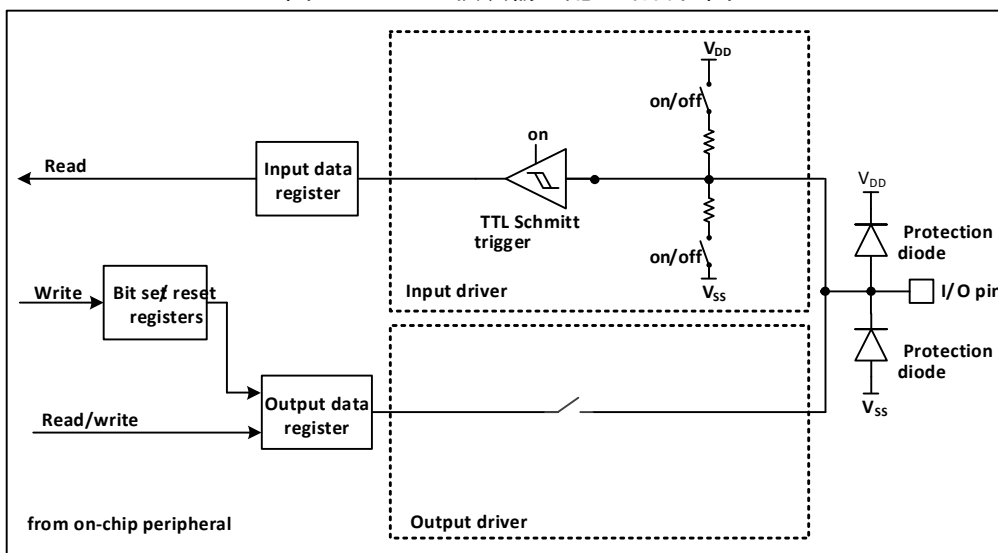 V_DD
on/off
on
Read
Input data
register
TTL Schmitt
trigger
on/off
V_SS
Input driver
V_DD
Protection
diode
I/O pin
Protection
diode
V_SS
Write
Bit set/ reset
registers
Output data
register
Read/write
from on-chip peripheral
Output driver